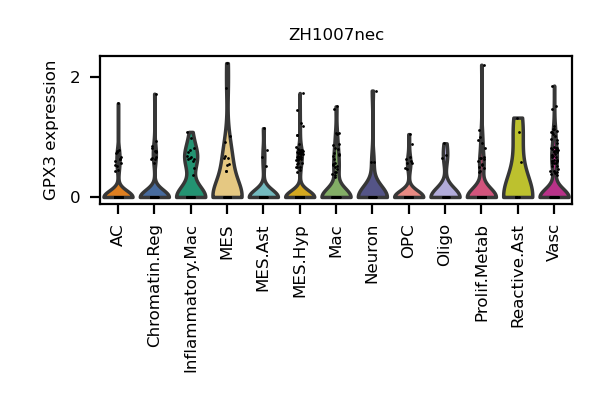 ZH1007nec
GPX3 expression
2
0
AC
Chromatin.Reg
Inflammatory.Mac
MES
MES.Ast
MES.Hyp
Mac
Neuron
OPC
Oligo
Prolif.Metab
Reactive.Ast
Vasc